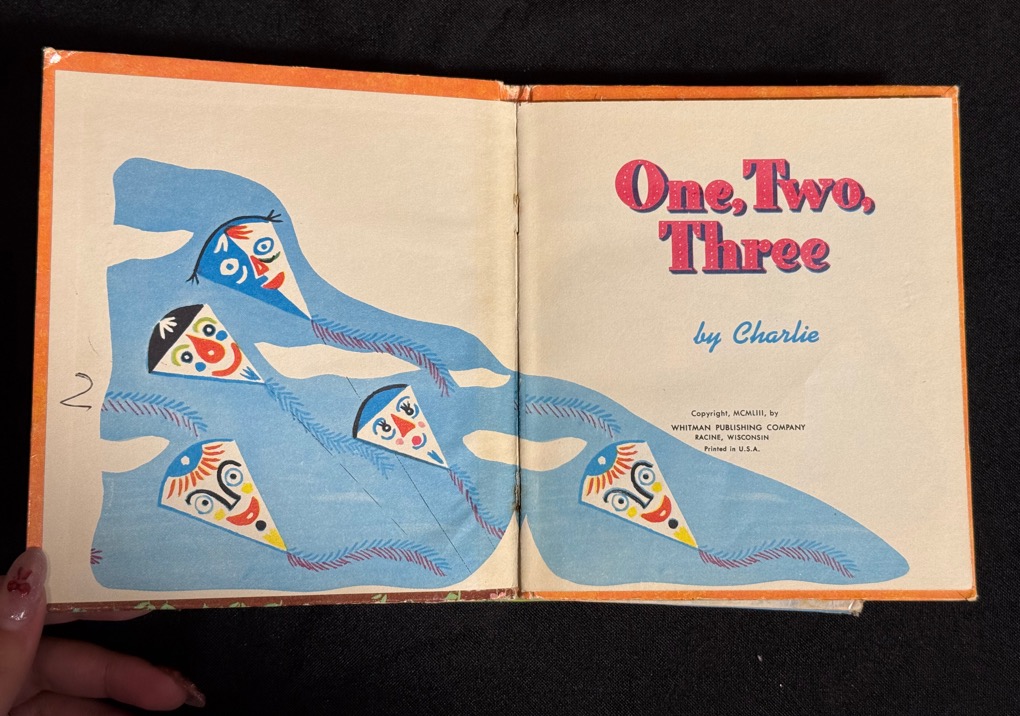 2
One, Two,
Three
by Charlie
Copyright, MCMLIII, by
WHITMAN PUBLISHING COMPANY
RACINE, WISCONSIN
Printed in U.S.A.